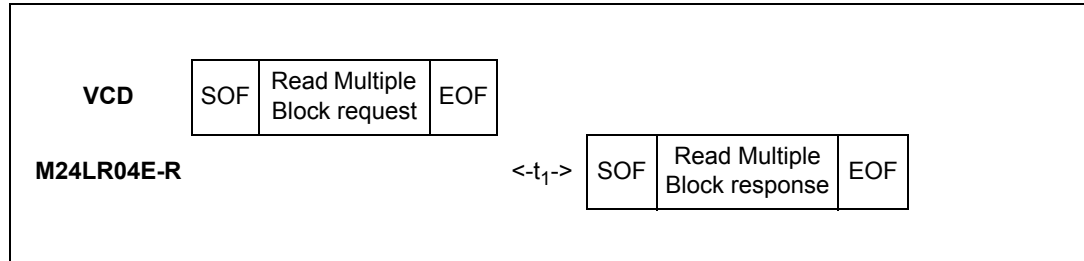 VCD SOF Read Multiple Block request EOF
M24LR04E-R <-t1-> SOF Read Multiple Block response EOF